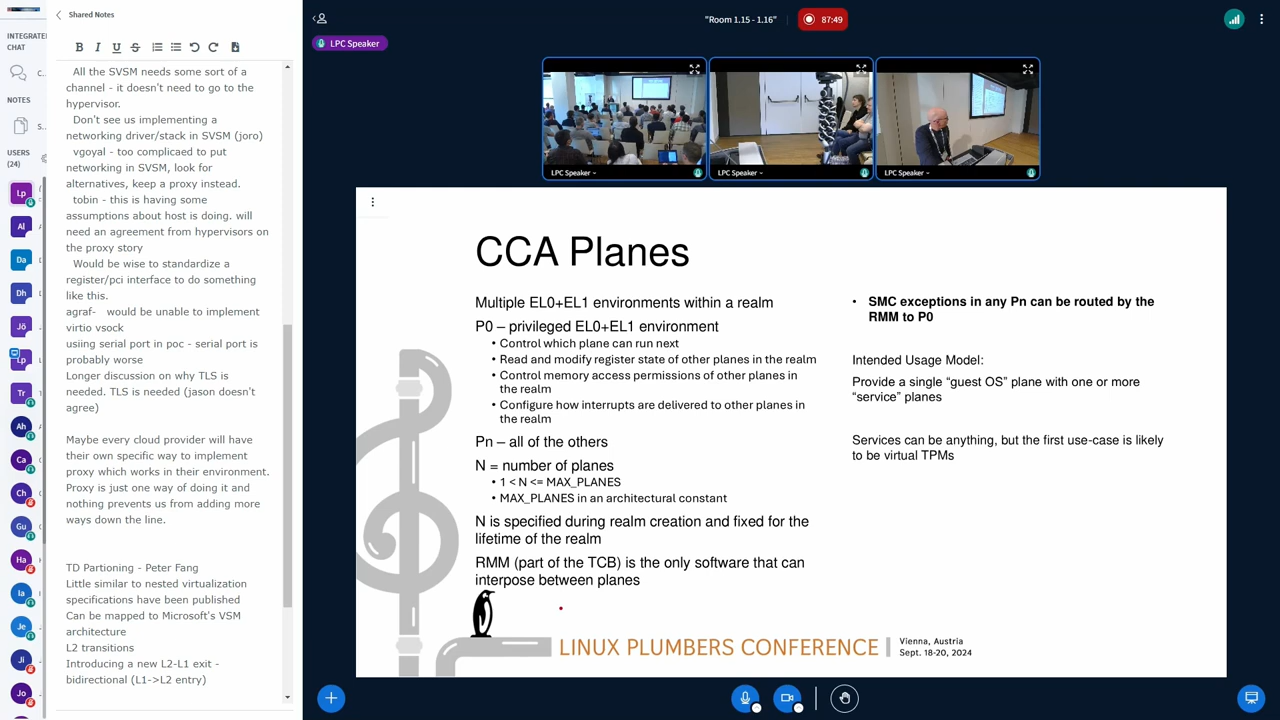 Shared Notes
INTEGRATE
CHAT
C..
NOTES
S...
USERS
(24)
Lp
Al
Da
Dh
Jö
Lp
Tr
Ah
Ca
Ch
Gu
Ha
Ia
Je
Ji
Jo
B I U S
All the SVSM needs some sort of a
channel - it doesn't need to go to the
hypervisor.
Don't see us implementing a
networking driver/stack in SVSM (joro)
vgoyal - too complicaed to put
networking in SVSM, look for
alternatives, keep a proxy instead.
tobin - this is having some
assumptions about host is doing. will
need an agreement from hypervisors on
the proxy story
Would be wise to standardize a
register/pci interface to do something
like this.
agraf- would be unable to implement
virtio vsock
usiing serial port in poc - serial port is
probably worse
Longer discussion on why TLS is
needed. TLS is needed (jason doesn't
agree)
Maybe every cloud provider will have
their own specific way to implement
proxy which works in their environment.
Proxy is just one way of doing it and
nothing prevents us from adding more
ways down the line.
TD Partioning - Peter Fang
Little similar to nested virtualization
specifications have been published
Can be mapped to Microsoft's VSM
architecture
L2 transitions
Introducing a new L2-L1 exit -
bidirectional (L1->L2 entry)
"Room 1.15 - 1.16"
87:49
LPC Speaker
LPC Speaker
LPC Speaker
LPC Speaker
CCA Planes
Multiple EL0+EL1 environments within a realm
P0 – privileged EL0+EL1 environment
• Control which plane can run next
• Read and modify register state of other planes in the realm
• Control memory access permissions of other planes in
the realm
• Configure how interrupts are delivered to other planes in
the realm
Pn – all of the others
N = number of planes
• 1 < N <= MAX_PLANES
• MAX_PLANES in an architectural constant
N is specified during realm creation and fixed for the
lifetime of the realm
RMM (part of the TCB) is the only software that can
interpose between planes
• SMC exceptions in any Pn can be routed by the
RMM to P0
Intended Usage Model:
Provide a single “guest OS” plane with one or more
“service” planes
Services can be anything, but the first use-case is likely
to be virtual TPMs
LINUX PLUMBERS CONFERENCE
Vienna, Austria
Sept. 18-20, 2024